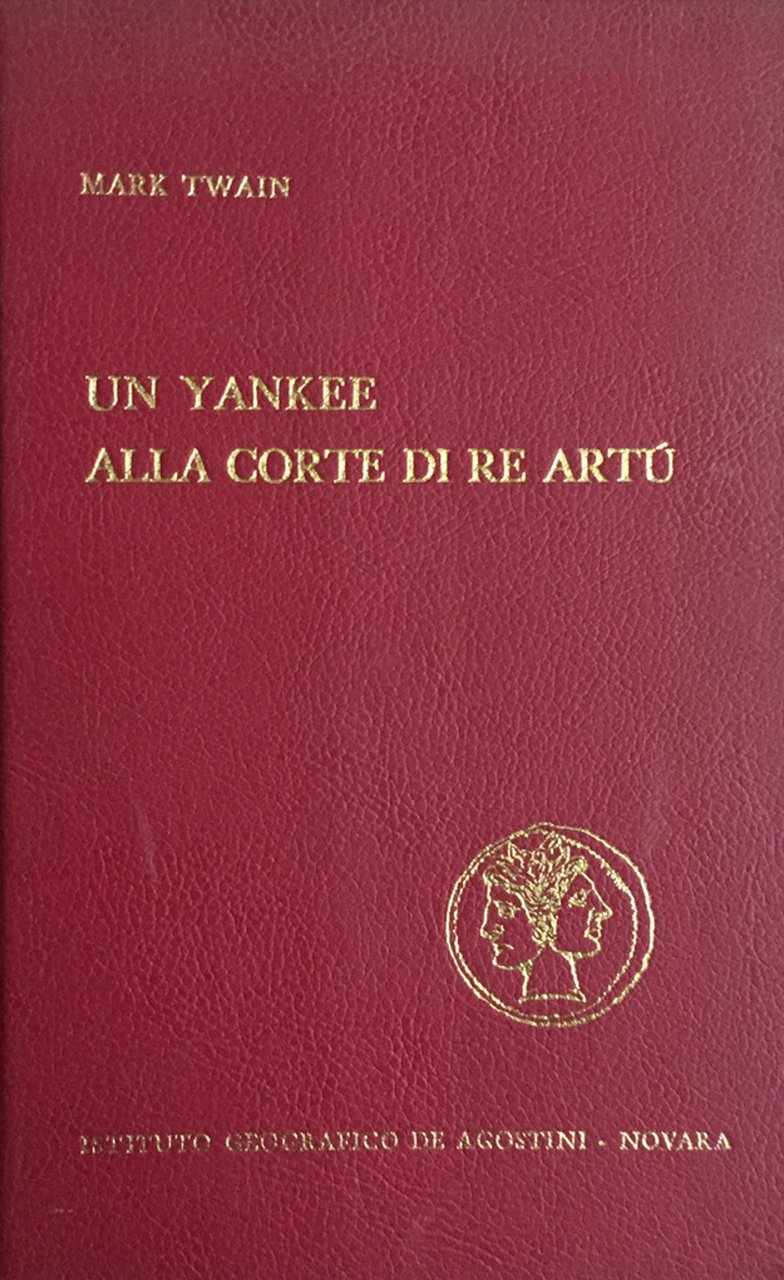 MARK TWAIN
UN YANKEE
ALLA CORTE DI RE ARTÚ
ISTITUTO GEOGRAFICO DE AGOSTINI - NOVARA